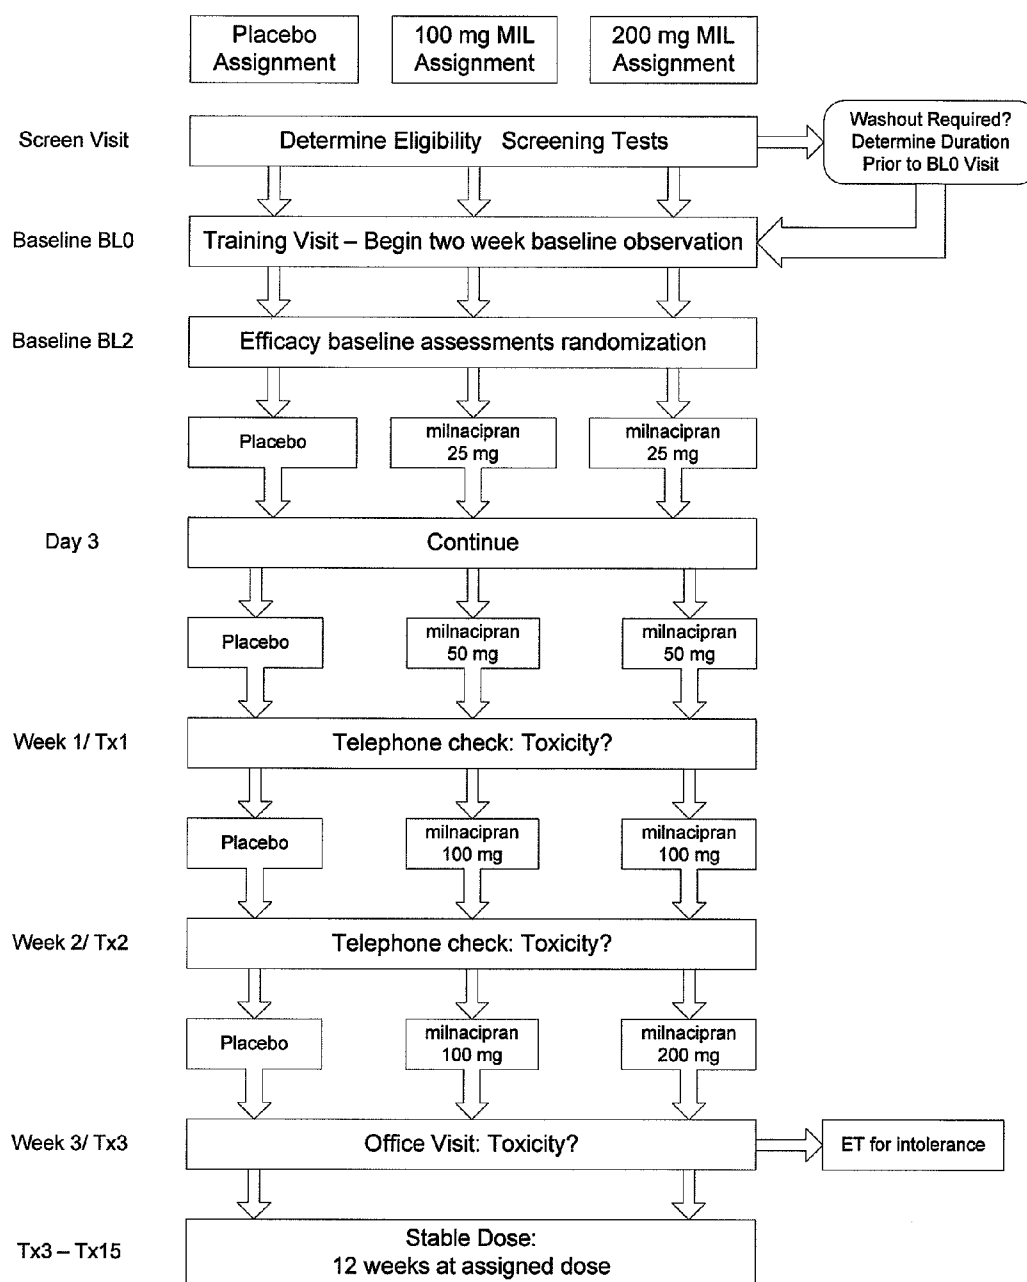 Placebo
Assignment
100 mg MIL
Assignment
200 mg MIL
Assignment
Screen Visit
Determine Eligibility Screening Tests
Washout Required?
Determine Duration
Prior to BL0 Visit
Baseline BL0
Training Visit – Begin two week baseline observation
Baseline BL2
Efficacy baseline assessments randomization
Placebo
milnacipran
25 mg
milnacipran
25 mg
Day 3
Continue
Placebo
milnacipran
50 mg
milnacipran
50 mg
Week 1/ Tx1
Telephone check: Toxicity?
Placebo
milnacipran
100 mg
milnacipran
100 mg
Week 2/ Tx2
Telephone check: Toxicity?
Placebo
milnacipran
100 mg
milnacipran
200 mg
Week 3/ Tx3
Office Visit: Toxicity?
ET for intolerance
Tx3 – Tx15
Stable Dose:
12 weeks at assigned dose